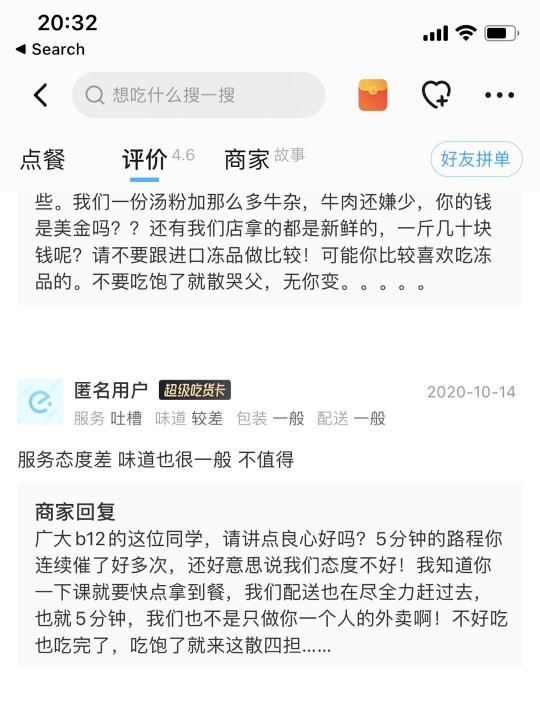 20:32
◀ Search
想吃什么搜一搜
点餐 评价 4.6 商家 故事 好友拼单
些。我们一份汤粉加那么多牛杂，牛肉还嫌少，你的钱
是美金吗？？还有我们店拿的都是新鲜的，一斤几十块
钱呢？请不要跟进口冻品做比较！可能你比较喜欢吃冻
品的。不要吃饱了就散哭父，无你变。。。。。
匿名用户 超级吃货卡 2020-10-14
服务 吐槽 味道 较差 包装 一般 配送 一般
服务态度差 味道也很一般 不值得
商家回复
广大b12的这位同学，请讲点良心好吗？5分钟的路程你
连续催了好多次，还好意思说我们态度不好！我知道你
一下课就要快点拿到餐，我们配送也在尽全力赶过去，
也就5分钟，我们也不是只做你一个人的外卖啊！不好吃
也吃完了，吃饱了就来这散四担......